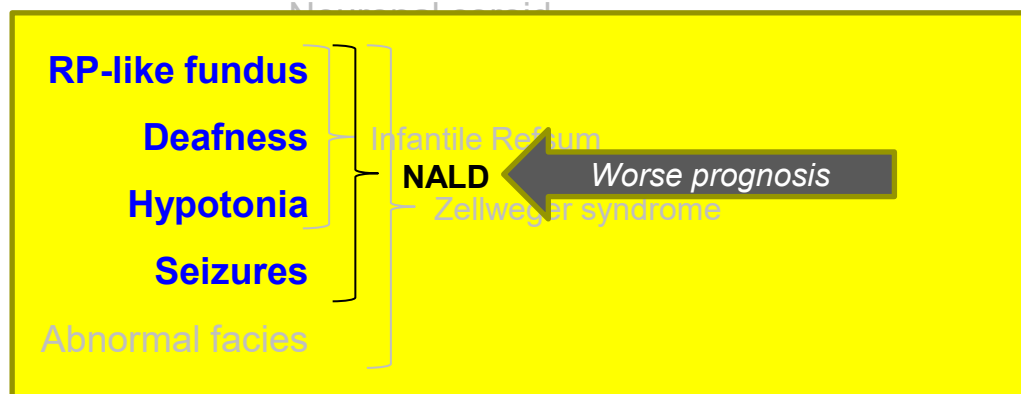 RP-like fundus
Deafness
Infantile Refsum
NALD
Worse prognosis
Hypotonia
Zellweger syndrome
Seizures
Abnormal facies